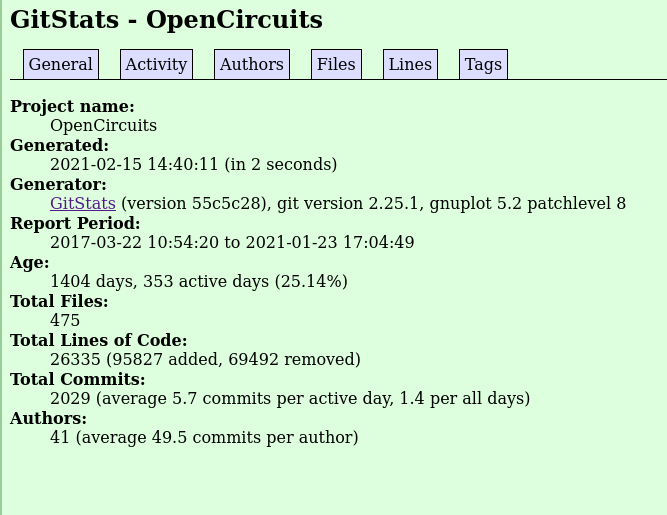 GitStats - OpenCircuits
General Activity Authors Files Lines Tags
Project name:
OpenCircuits
Generated:
2021-02-15 14:40:11 (in 2 seconds)
Generator:
GitStats (version 55c5c28), git version 2.25.1, gnuplot 5.2 patchlevel 8
Report Period:
2017-03-22 10:54:20 to 2021-01-23 17:04:49
Age:
1404 days, 353 active days (25.14%)
Total Files:
475
Total Lines of Code:
26335 (95827 added, 69492 removed)
Total Commits:
2029 (average 5.7 commits per active day, 1.4 per all days)
Authors:
41 (average 49.5 commits per author)